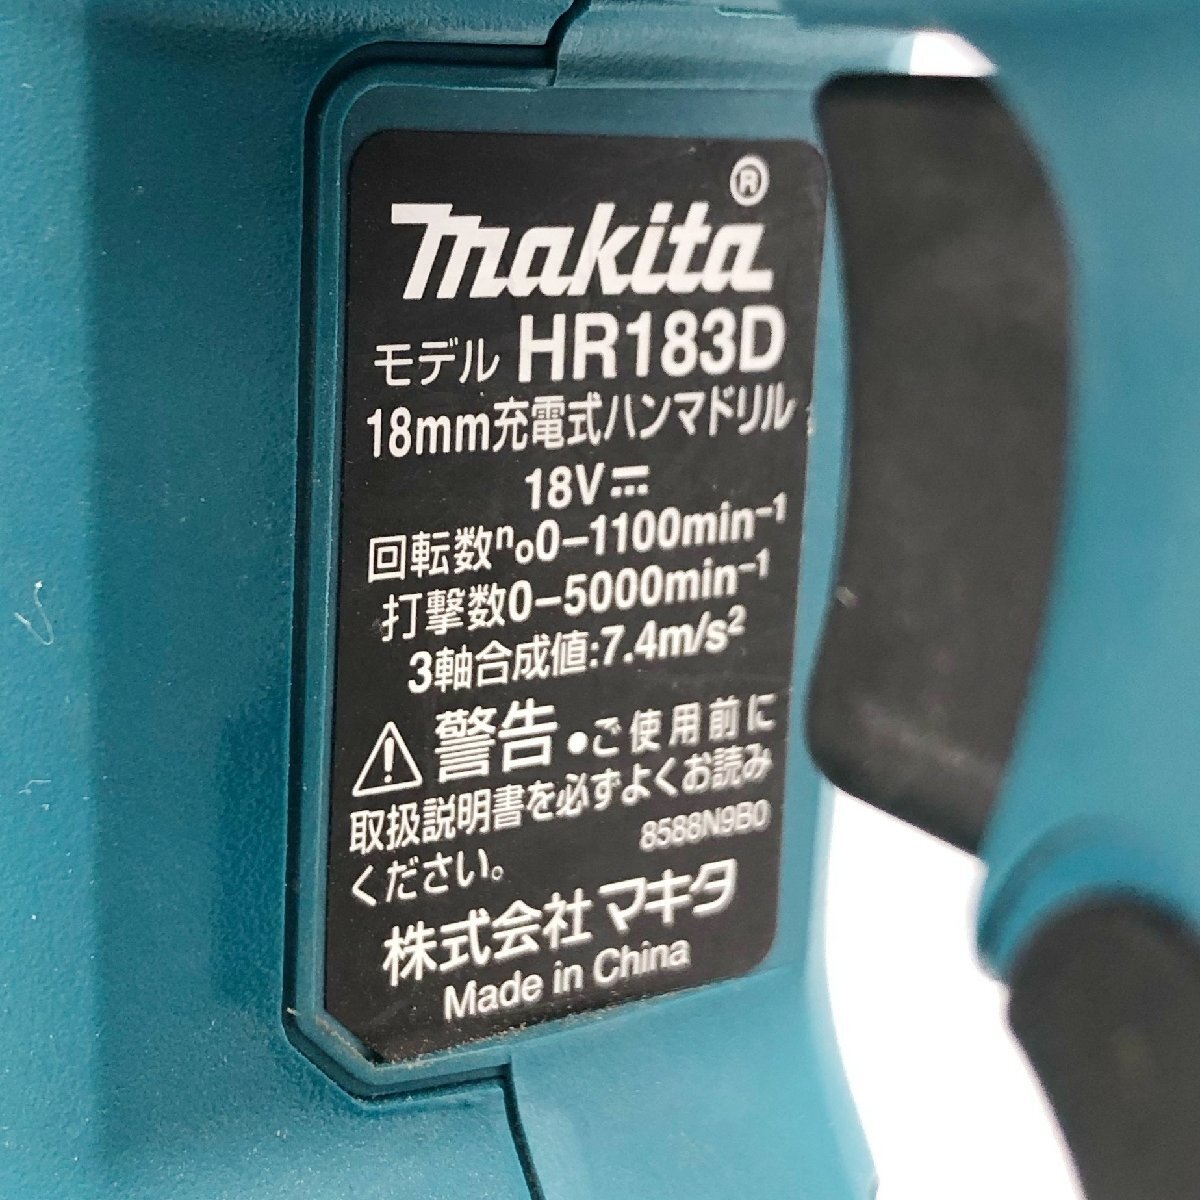 makita®
モデル HR183D
18mm充電式ハンマドリル
18V⎓
回転数n₀0−1100min⁻¹
打撃数0−5000min⁻¹
3軸合成値:7.4m/s²
⚠警告 ●ご使用前に
取扱説明書を必ずよくお読み
ください。
8588N9B0
株式会社マキタ
Made in China